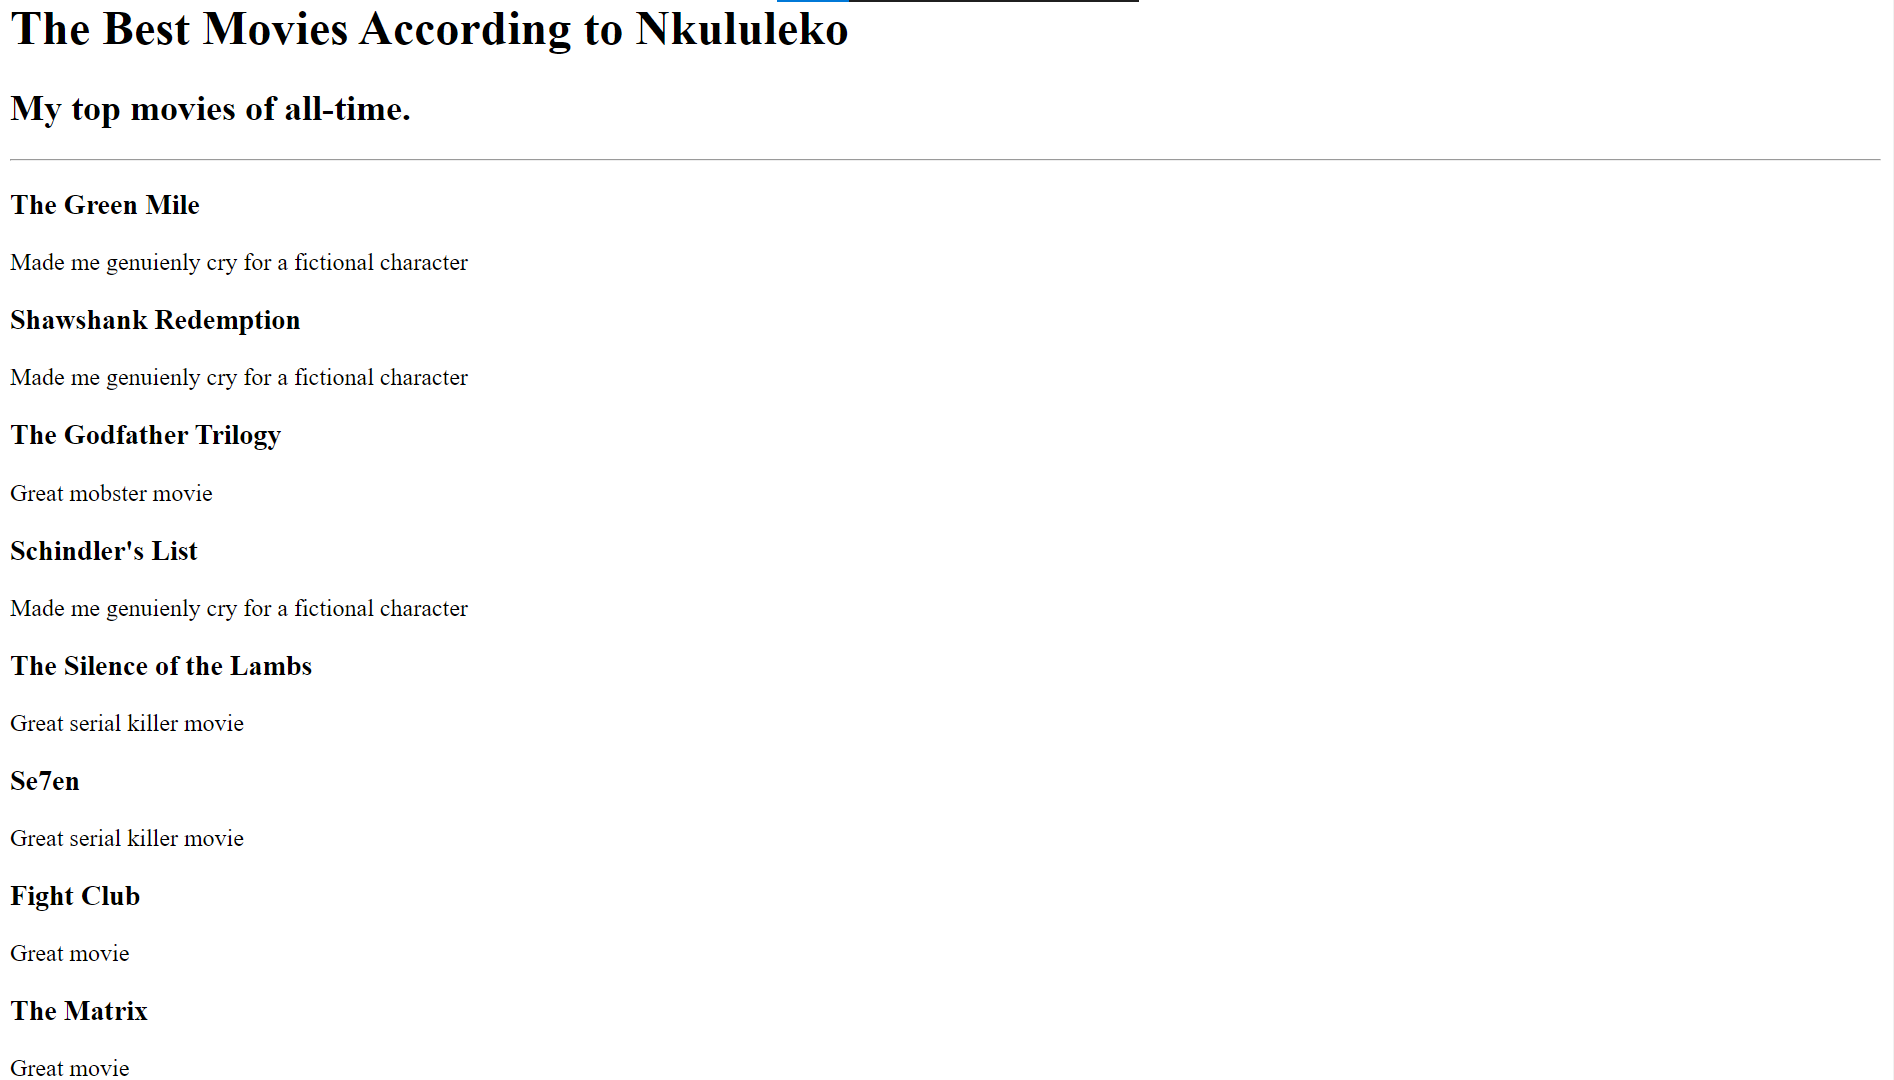 The Best Movies According to Nkululeko
My top movies of all-time.
The Green Mile
Made me genuienly cry for a fictional character
Shawshank Redemption
Made me genuienly cry for a fictional character
The Godfather Trilogy
Great mobster movie
Schindler's List
Made me genuienly cry for a fictional character
The Silence of the Lambs
Great serial killer movie
Se7en
Great serial killer movie
Fight Club
Great movie
The Matrix
Great movie